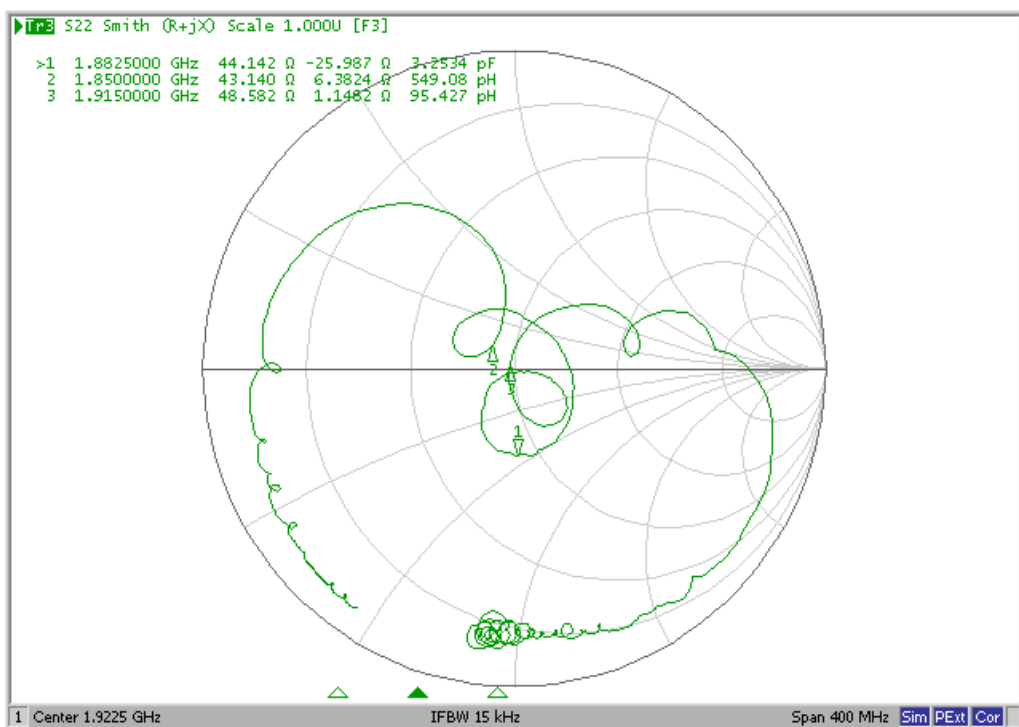 Tr3 S22 Smith (R+jX) Scale 1.000U [F3]
>1 1.8825000 GHz 44.142 Ω -25.987 Ω 3.2534 pF
2 1.8500000 GHz 43.140 Ω 6.3824 Ω 549.08 pH
3 1.9150000 GHz 48.582 Ω 1.1482 Ω 95.427 pH
2
1
1 Center 1.9225 GHz IFBW 15 kHz Span 400 MHz Sim PExt Cor